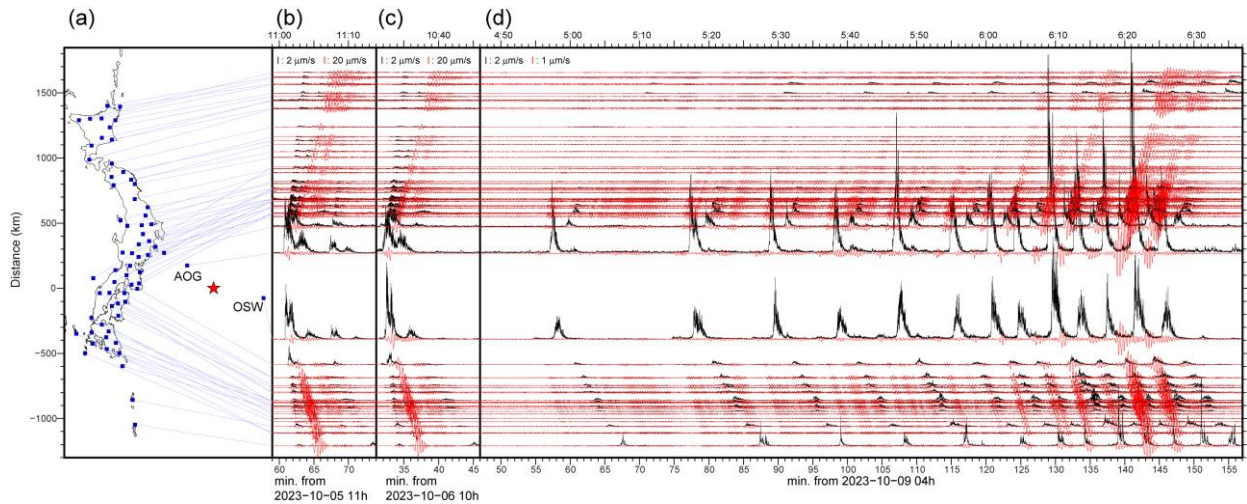 (a) (b) (c) (d)
11:00 11:10 10:40 4:50 5:00 5:10 5:20 5:30 5:40 5:50 6:00 6:10 6:20 6:30
I : 2 μm/s I : 20 μm/s I : 2 μm/s I : 20 μm/s I : 2 μm/s I : 1 μm/s
1500
1000
500
0
−500
−1000
Distance (km)
AOG
OSW
60 65 70 35 40 45 50 55 60 65 70 75 80 85 90 95 100 105 110 115 120 125 130 135 140 145 150 155
min. from min. from min. from 2023−10−09 04h
2023−10−05 11h 2023−10−06 10h